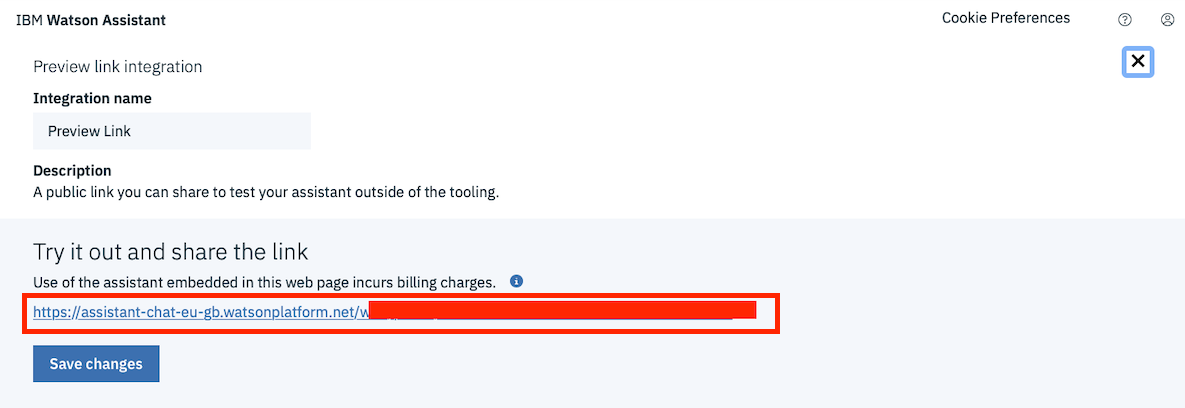 IBM Watson Assistant
Cookie Preferences
Preview link integration
Integration name
Preview Link
Description
A public link you can share to test your assistant outside of the tooling.
Try it out and share the link
Use of the assistant embedded in this web page incurs billing charges.
https://assistant-chat-eu-gb.watsonplatform.net/w
Save changes